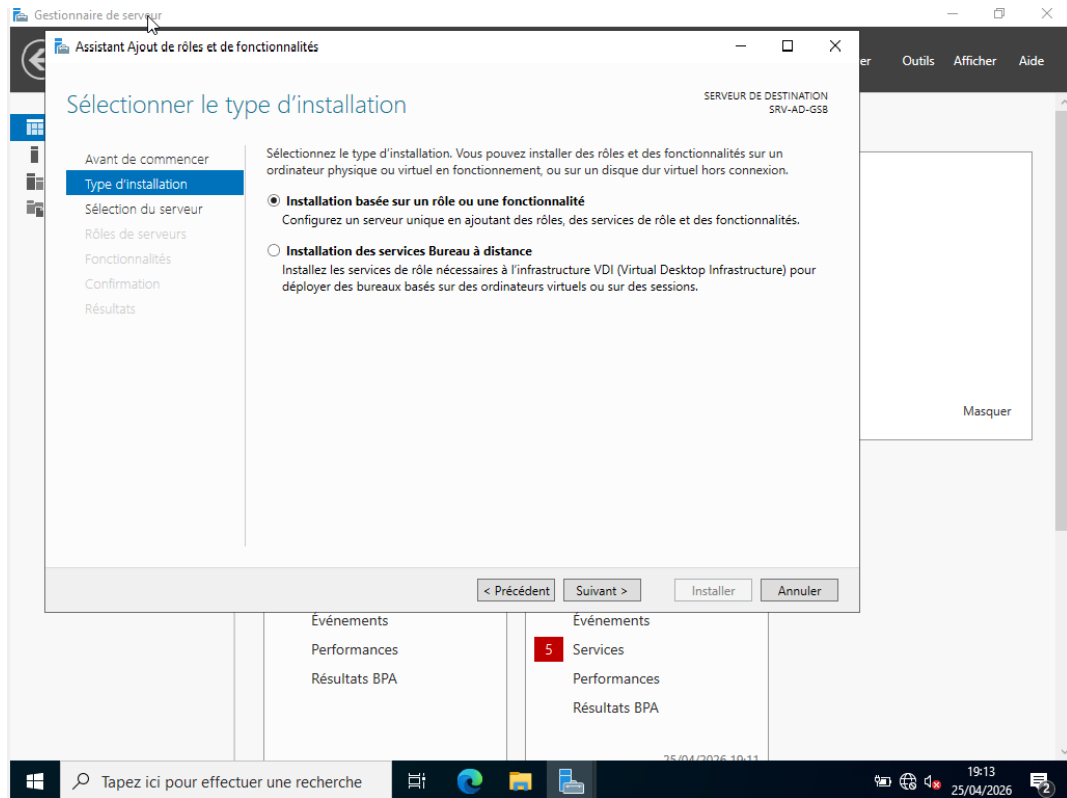 Gestionnaire de serveur
Assistant Ajout de rôles et de fonctionnalités
Outils Afficher Aide
Sélectionner le type d’installation
SERVEUR DE DESTINATION
SRV-AD-GSB
Avant de commencer
Type d’installation
Sélection du serveur
Rôles de serveurs
Fonctionnalités
Confirmation
Résultats
Sélectionnez le type d’installation. Vous pouvez installer des rôles et des fonctionnalités sur un
ordinateur physique ou virtuel en fonctionnement, ou sur un disque dur virtuel hors connexion.
Installation basée sur un rôle ou une fonctionnalité
Configurez un serveur unique en ajoutant des rôles, des services de rôle et des fonctionnalités.
Installation des services Bureau à distance
Installez les services de rôle nécessaires à l’infrastructure VDI (Virtual Desktop Infrastructure) pour
déployer des bureaux basés sur des ordinateurs virtuels ou sur des sessions.
Masquer
< Précédent Suivant > Installer Annuler
Événements
Performances
Résultats BPA
Événements
5 Services
Performances
Résultats BPA
25/04/2026 19:11
Tapez ici pour effectuer une recherche
19:13
25/04/2026
2